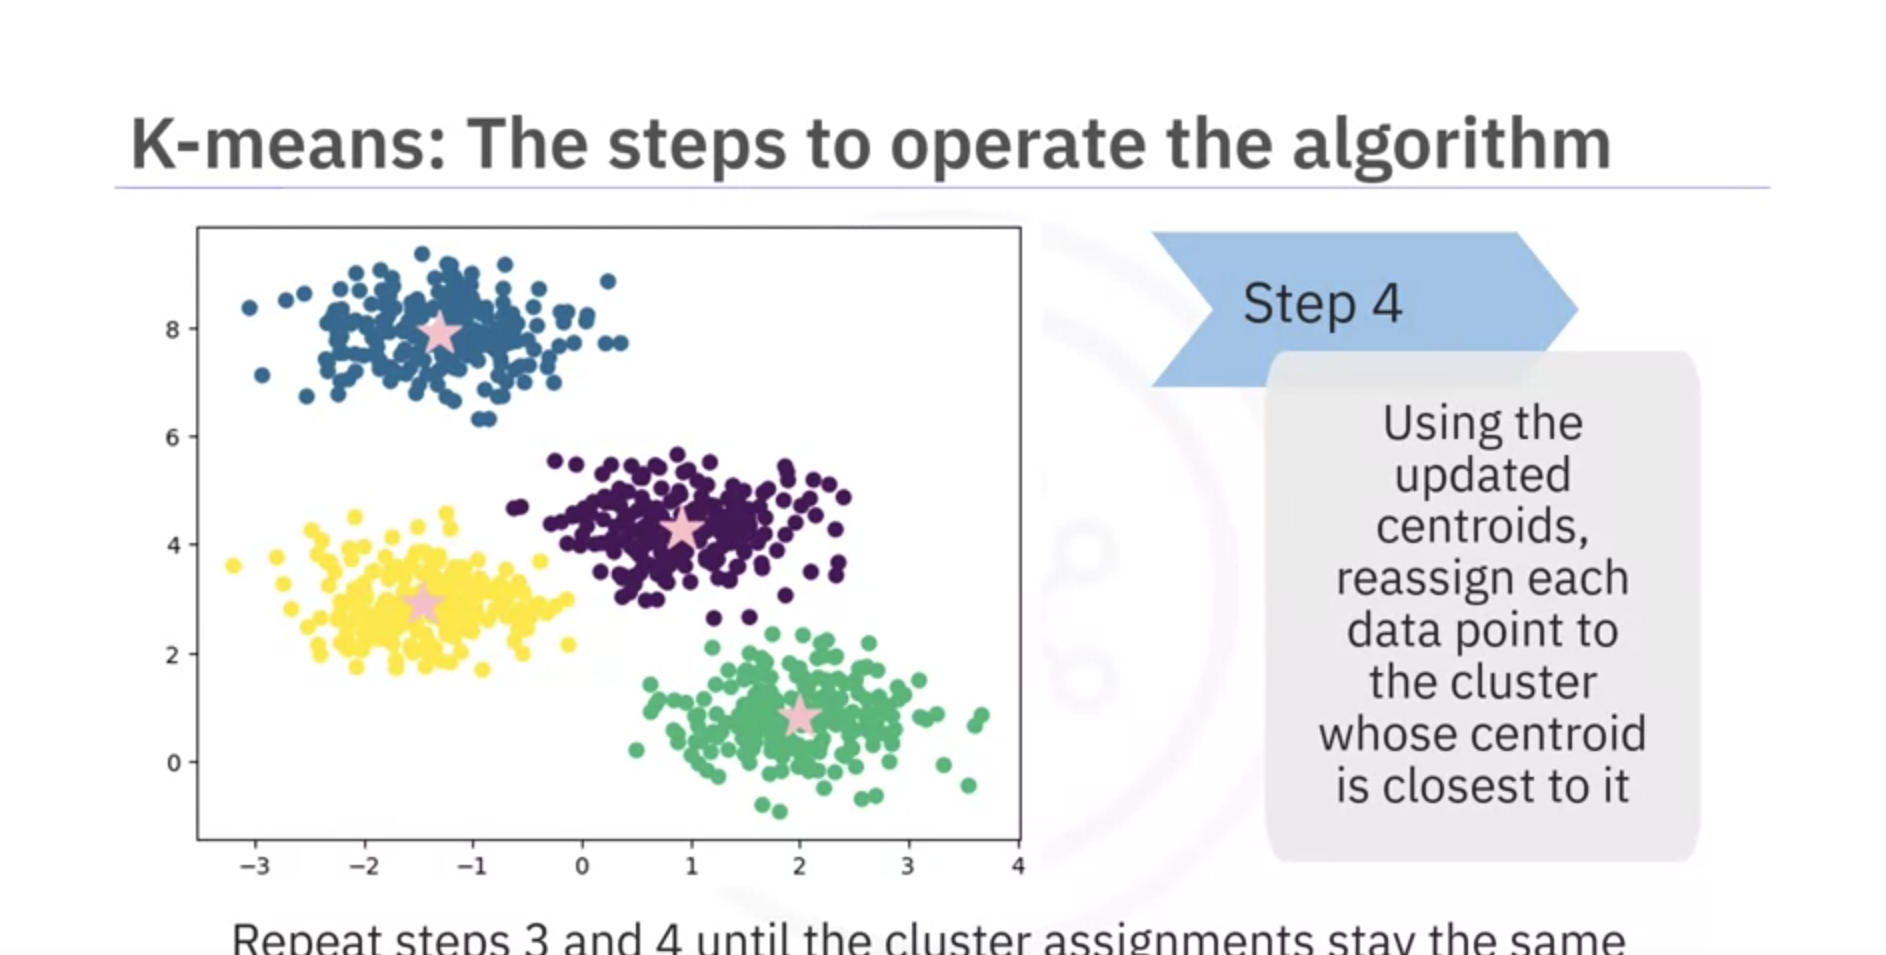 K-means: The steps to operate the algorithm
8
6
4
2
0
−3 −2 −1 0 1 2 3 4
Step 4
Using the
updated
centroids,
reassign each
data point to
the cluster
whose centroid
is closest to it
Repeat steps 3 and 4 until the cluster assignments stay the same